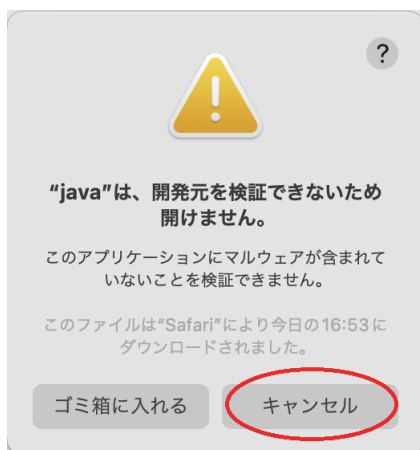 ?
“java”は、開発元を検証できないため
開けません。
このアプリケーションにマルウェアが含まれて
いないことを検証できません。
このファイルは“Safari”により今日の16:53に
ダウンロードされました。
ゴミ箱に入れる キャンセル